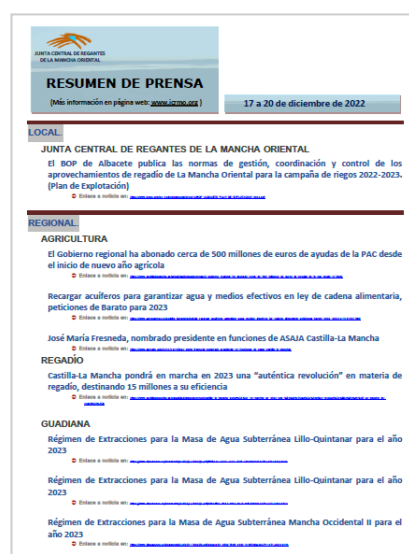 JUNTA CENTRAL DE REGANTES
DE LA MANCHA ORIENTAL
RESUMEN DE PRENSA
(Más información en página web: www.jcrmo.org )
17 a 20 de diciembre de 2022
LOCAL.
JUNTA CENTRAL DE REGANTES DE LA MANCHA ORIENTAL
El BOP de Albacete publica las normas de gestión, coordinación y control de los
aprovechamientos de regadío de La Mancha Oriental para la campaña de riegos 2022-2023.
(Plan de Explotación)
Enlace a noticia en:
REGIONAL.
AGRICULTURA
El Gobierno regional ha abonado cerca de 500 millones de euros de ayudas de la PAC desde
el inicio de nuevo año agrícola
Enlace a noticia en:
Recargar acuíferos para garantizar agua y medios efectivos en ley de cadena alimentaria,
peticiones de Barato para 2023
Enlace a noticia en:
José María Fresneda, nombrado presidente en funciones de ASAJA Castilla-La Mancha
Enlace a noticia en:
REGADÍO
Castilla-La Mancha pondrá en marcha en 2023 una "auténtica revolución" en materia de
regadío, destinando 15 millones a su eficiencia
Enlace a noticia en:
GUADIANA
Régimen de Extracciones para la Masa de Agua Subterránea Lillo-Quintanar para el año
2023
Enlace a noticia en:
Régimen de Extracciones para la Masa de Agua Subterránea Lillo-Quintanar para el año
2023
Enlace a noticia en:
Régimen de Extracciones para la Masa de Agua Subterránea Mancha Occidental II para el
año 2023
Enlace a noticia en: